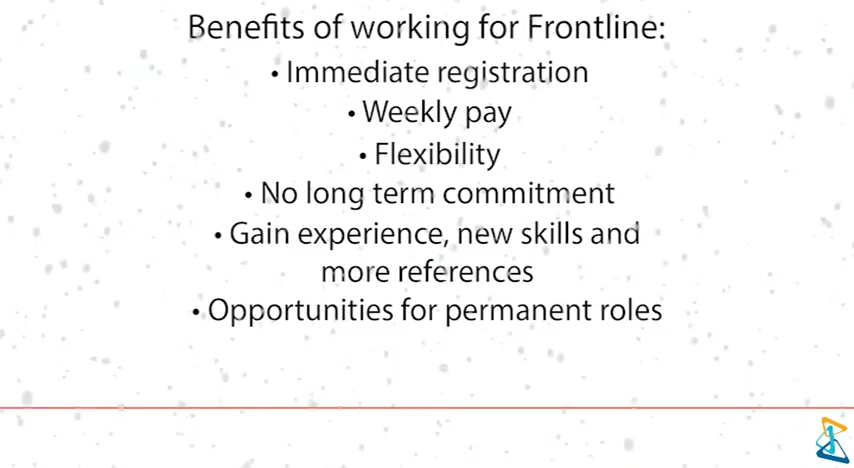 Benefits of working for Frontline:
• Immediate registration
• Weekly pay
• Flexibility
• No long term commitment
• Gain experience, new skills and
more references
• Opportunities for permanent roles